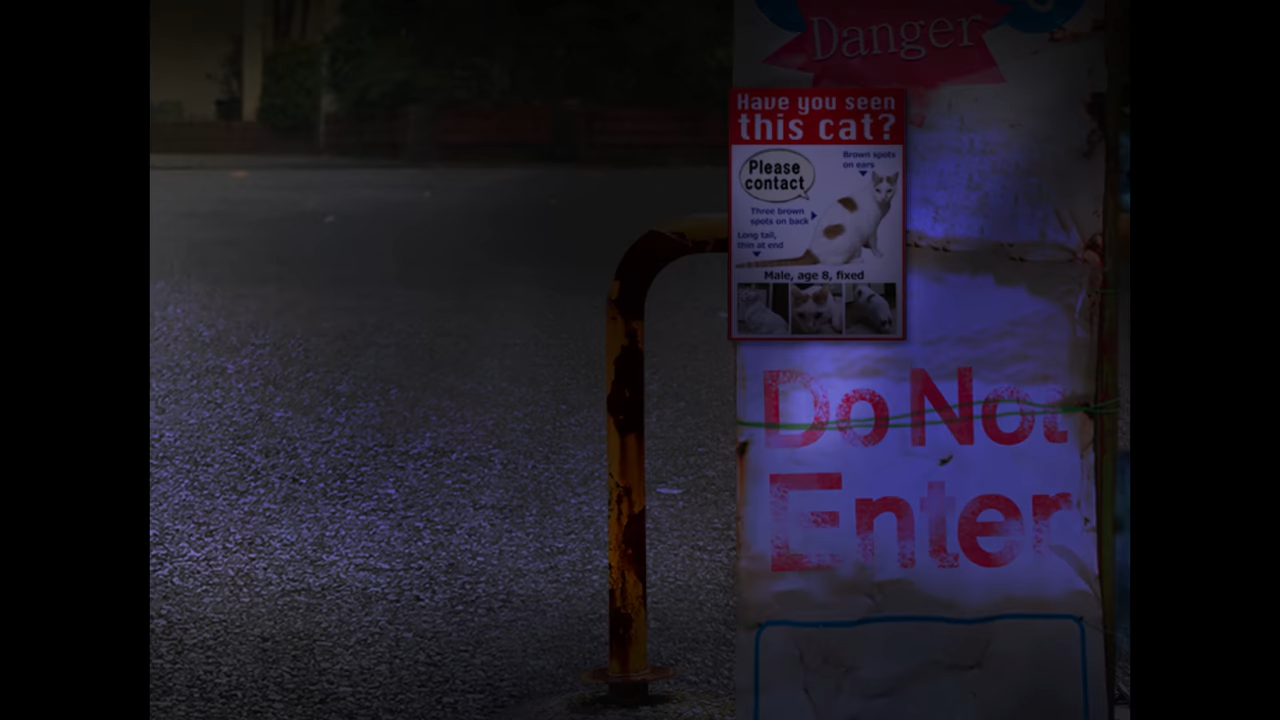 Danger
Have you seen
this cat?
Please
contact
Brown spots
on ears
Three brown
spots on back
Long tail,
thin at end
Male, age 8, fixed
Do Not
Enter